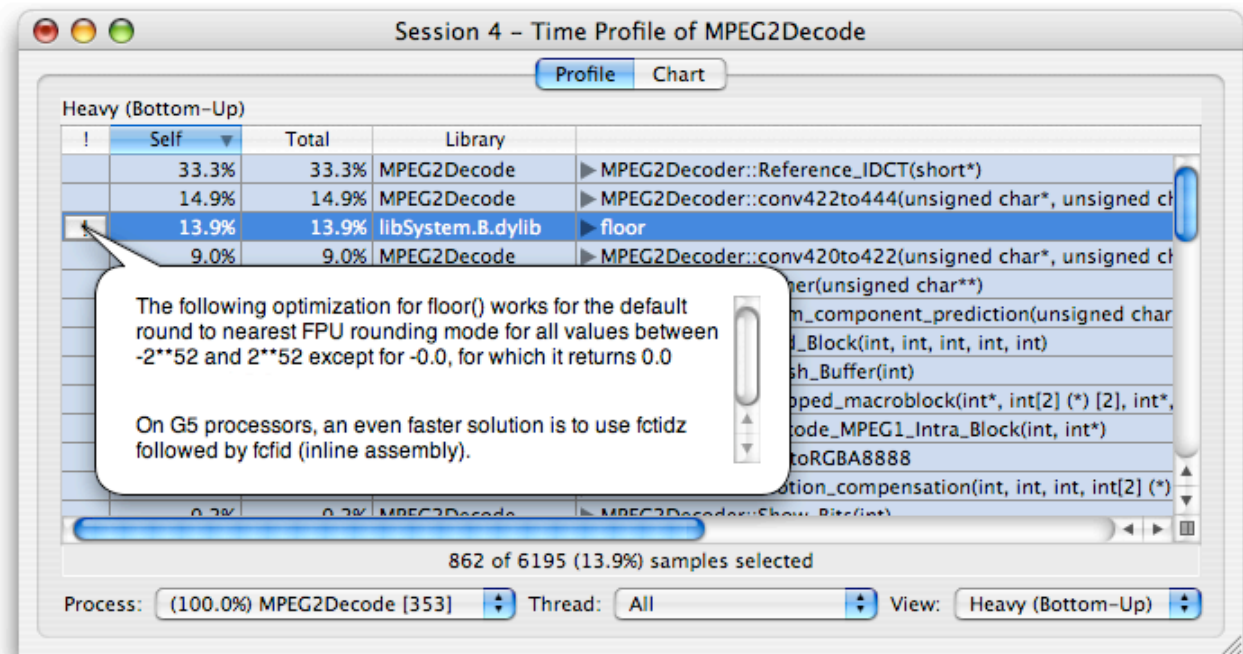 Session 4 – Time Profile of MPEG2Decode
Profile Chart
Heavy (Bottom-Up)
! Self Total Library
33.3% 33.3% MPEG2Decode MPEG2Decoder::Reference_IDCT(short*)
14.9% 14.9% MPEG2Decode MPEG2Decoder::conv422to444(unsigned char*, unsigned ch
! 13.9% 13.9% libSystem.B.dylib floor
9.0% 9.0% MPEG2Decode MPEG2Decoder::conv420to422(unsigned char*, unsigned ch
The following optimization for floor() works for the default
round to nearest FPU rounding mode for all values between
-2**52 and 2**52 except for -0.0, for which it returns 0.0
On G5 processors, an even faster solution is to use fctidz
followed by fcfid (inline assembly).
ner(unsigned char**)
m_component_prediction(unsigned char
d_Block(int, int, int, int, int)
sh_Buffer(int)
pped_macroblock(int*, int[2] (*) [2], int*,
code_MPEG1_Intra_Block(int, int*)
toRGBA8888
otion_compensation(int, int, int, int[2] (*)
0.2% 0.2% MPEG2Decode MPEG2Decoder::Show_Bits(int)
862 of 6195 (13.9%) samples selected
Process: (100.0%) MPEG2Decode [353] Thread: All View: Heavy (Bottom-Up)